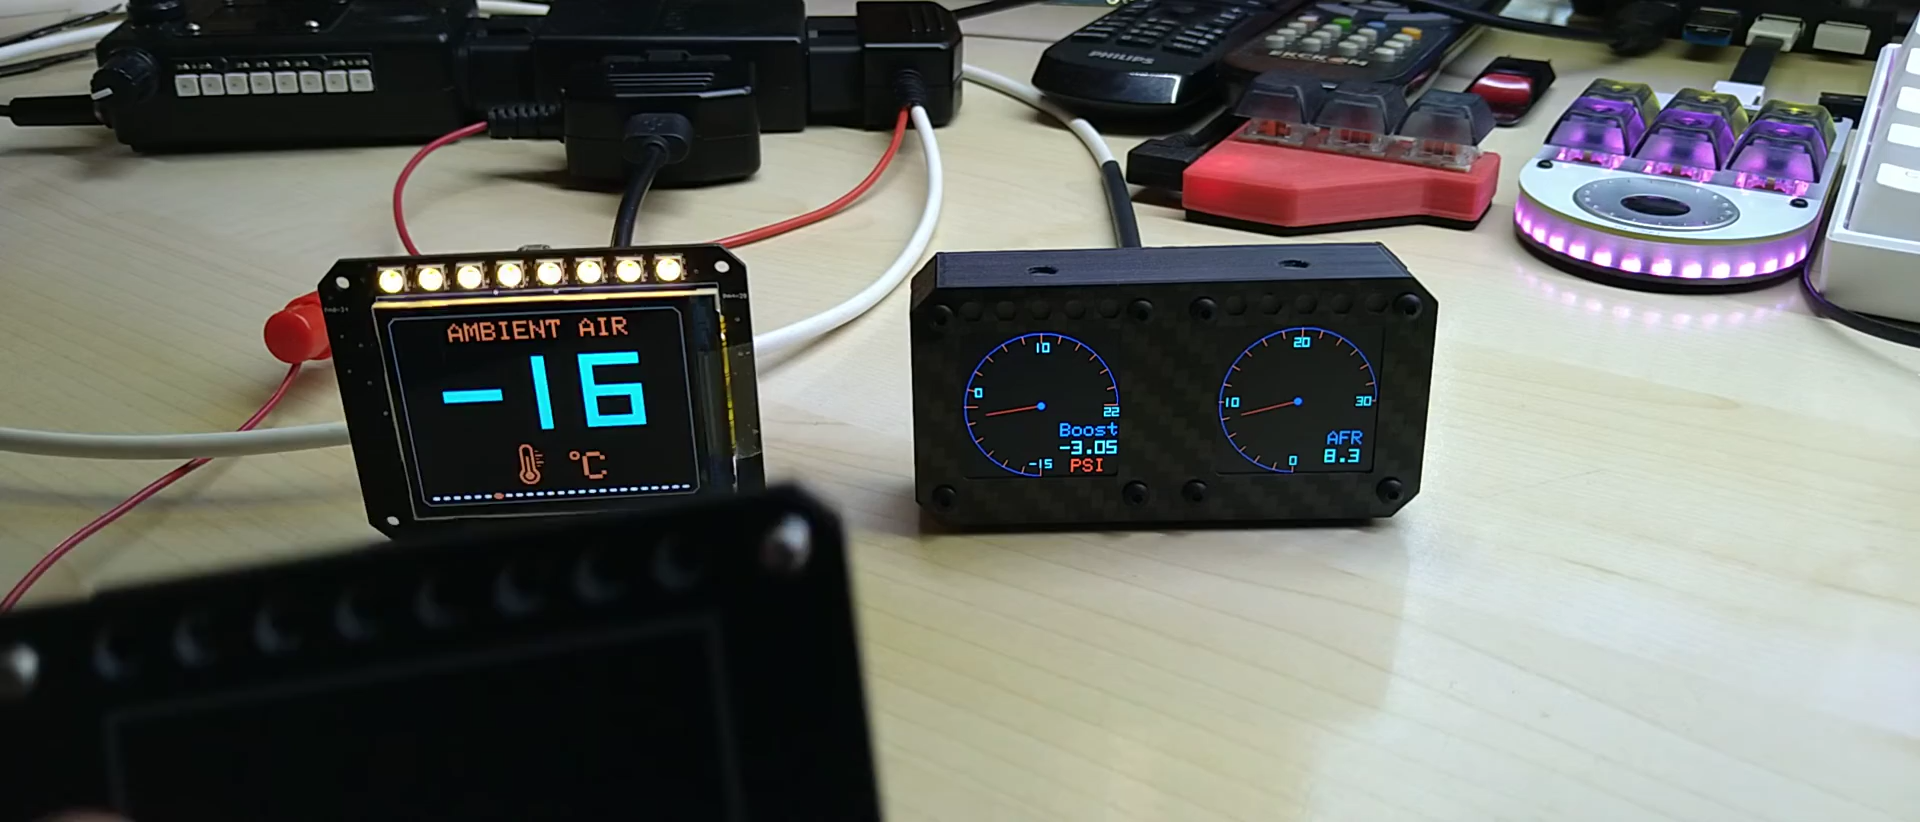 PHILIPS
AMBIENT AIR
-16
°C
10
0
22
Boost
-3.05
-15
PSI
20
10
30
AFR
8.3
0